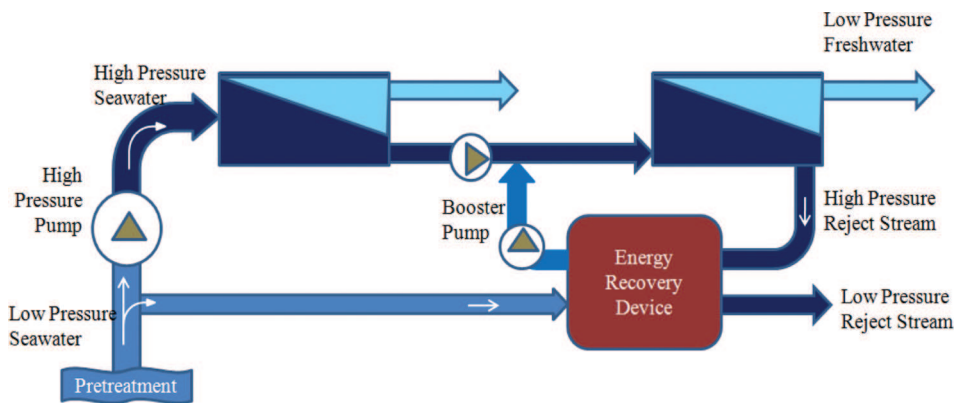 Low Pressure
Freshwater
High Pressure
Seawater
High
Pressure
Pump
Booster
Pump
High Pressure
Reject Stream
Energy
Recovery
Device
Low Pressure
Seawater
Low Pressure
Reject Stream
Pretreatment